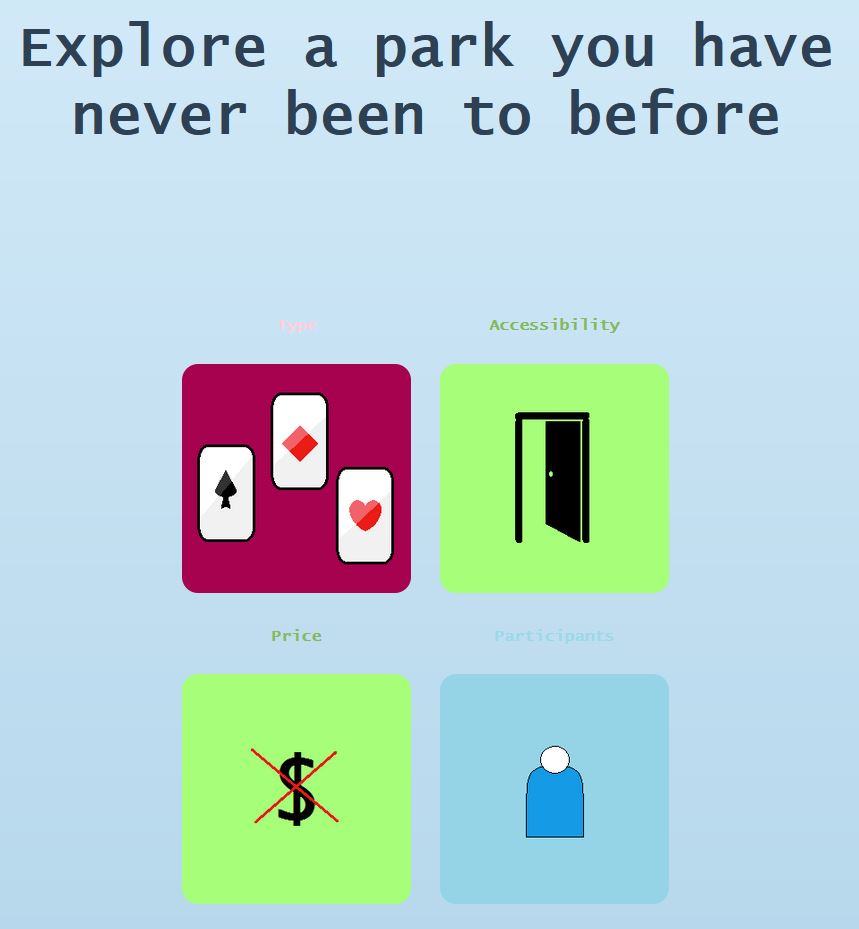 Explore a park you have
never been to before
Type
Accessibility
Price
Participants
$